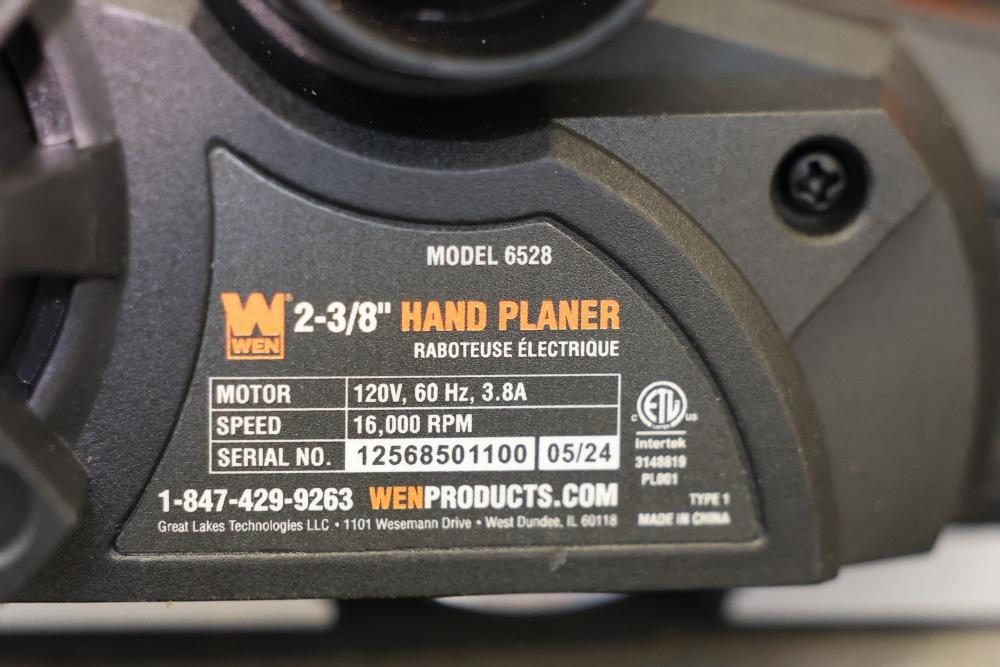 MODEL 6528
W® 2-3/8" HAND PLANER
WEN
RABOTEUSE ÉLECTRIQUE
MOTOR 120V, 60 Hz, 3.8A
SPEED 16,000 RPM
SERIAL NO. 12568501100 05/24
C ETL US
Intertek
3148819
PL001
1-847-429-9263 WENPRODUCTS.COM
TYPE 1
Great Lakes Technologies LLC • 1101 Wesemann Drive • West Dundee, IL 60118
MADE IN CHINA